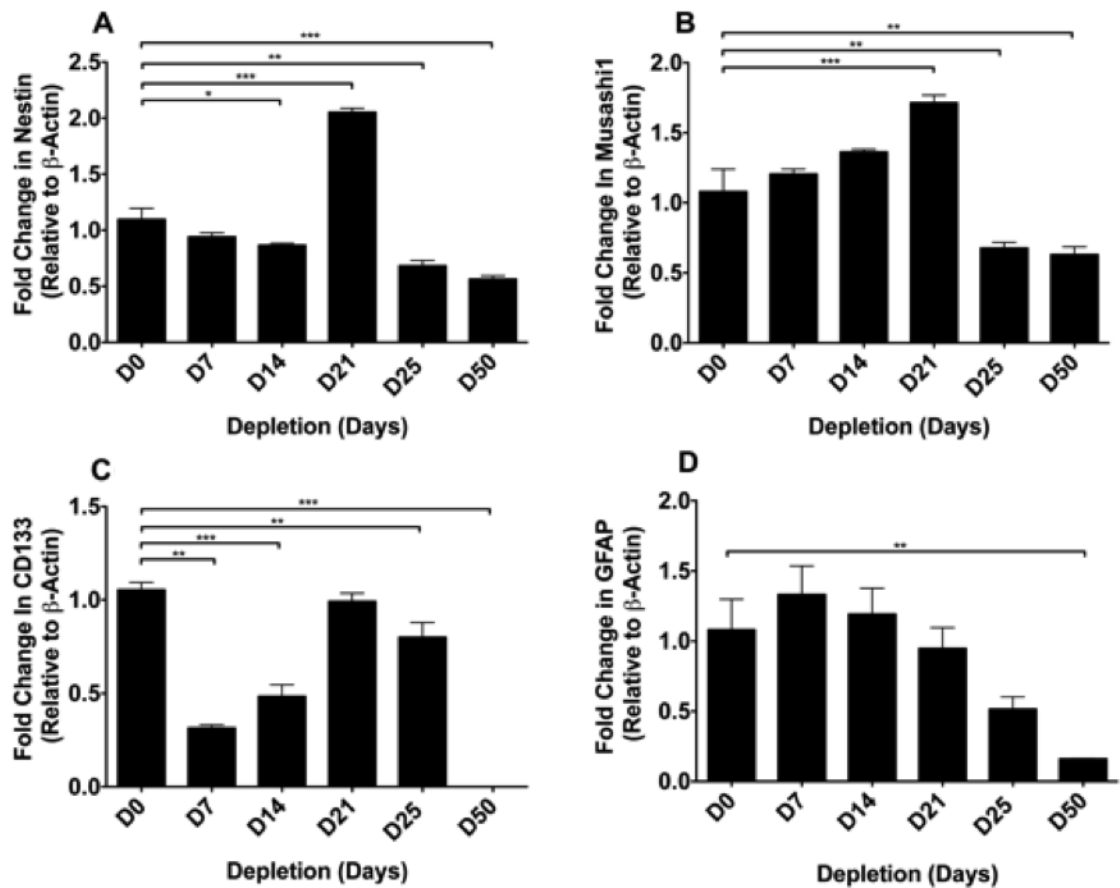 A
Fold Change in Nestin
(Relative to β-Actin)
2.5
2.0
1.5
1.0
0.5
0.0
***
**
***
*
D0 D7 D14 D21 D25 D50
Depletion (Days)
B
Fold Change In Musashi1
(Relative to β-Actin)
2.0
1.5
1.0
0.5
0.0
**
**
***
D0 D7 D14 D21 D25 D50
Depletion (Days)
C
Fold Change In CD133
(Relative to β-Actin)
1.5
1.0
0.5
0.0
***
**
***
**
D0 D7 D14 D21 D25 D50
Depletion (Days)
D
Fold Change in GFAP
(Relative to β-Actin)
2.0
1.5
1.0
0.5
0.0
**
D0 D7 D14 D21 D25 D50
Depletion (Days)